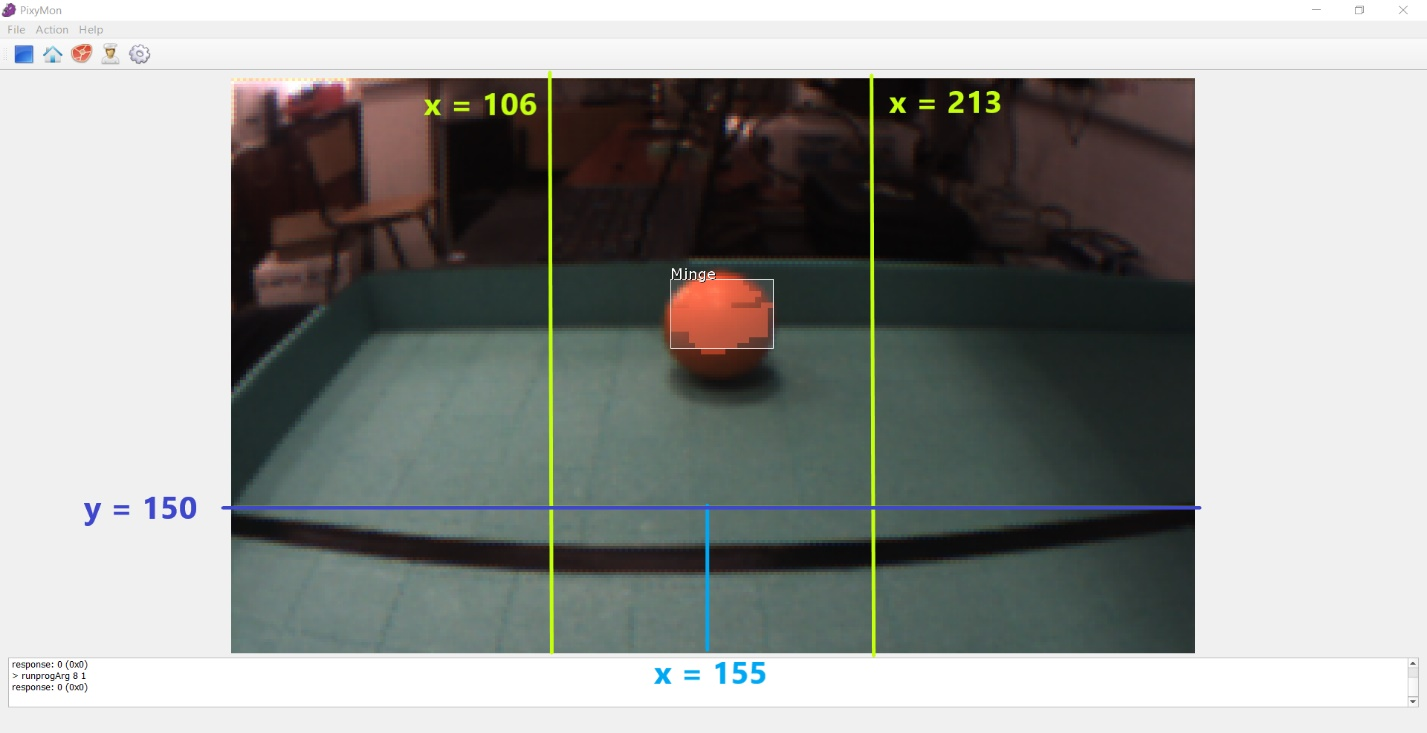 PixyMon
File Action Help
x = 106
x = 213
Minge
y = 150
response: 0 (0x0)
> runprogArg 8 1
response: 0 (0x0)
x = 155